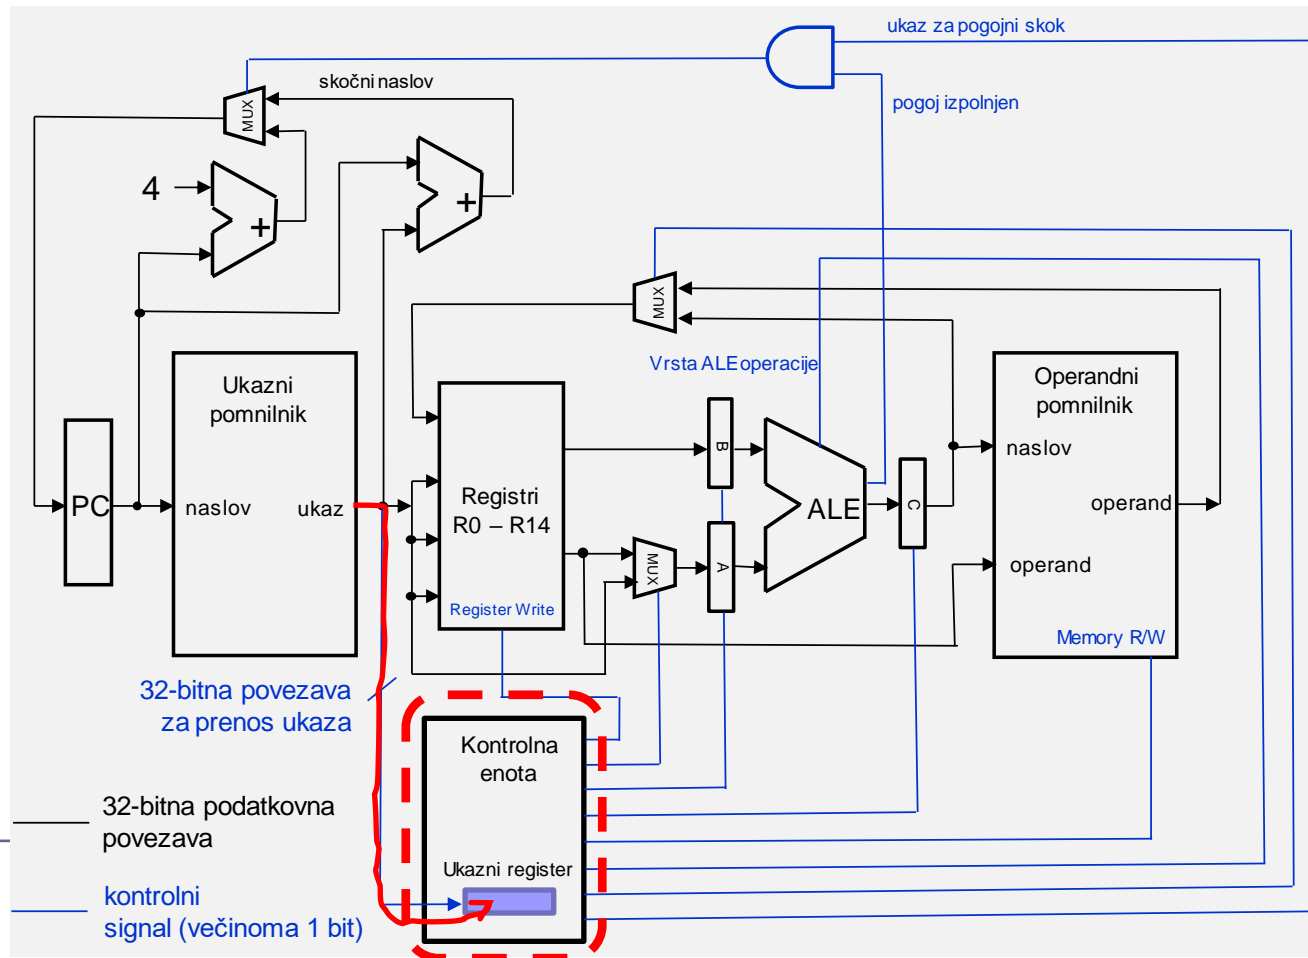 ukaz za pogojni skok
pogoj izpolnjen
skočni naslov
MUX
4
+
+
MUX
Vrsta ALE operacije
Ukazni
pomnilnik
naslov
ukaz
PC
Registri
R0 – R14
Register Write
B
A
MUX
ALE
C
Operandni
pomnilnik
naslov
operand
operand
Memory R/W
32-bitna povezava
za prenos ukaza
Kontrolna
enota
Ukazni register
32-bitna podatkovna
povezava
kontrolni
signal (večinoma 1 bit)